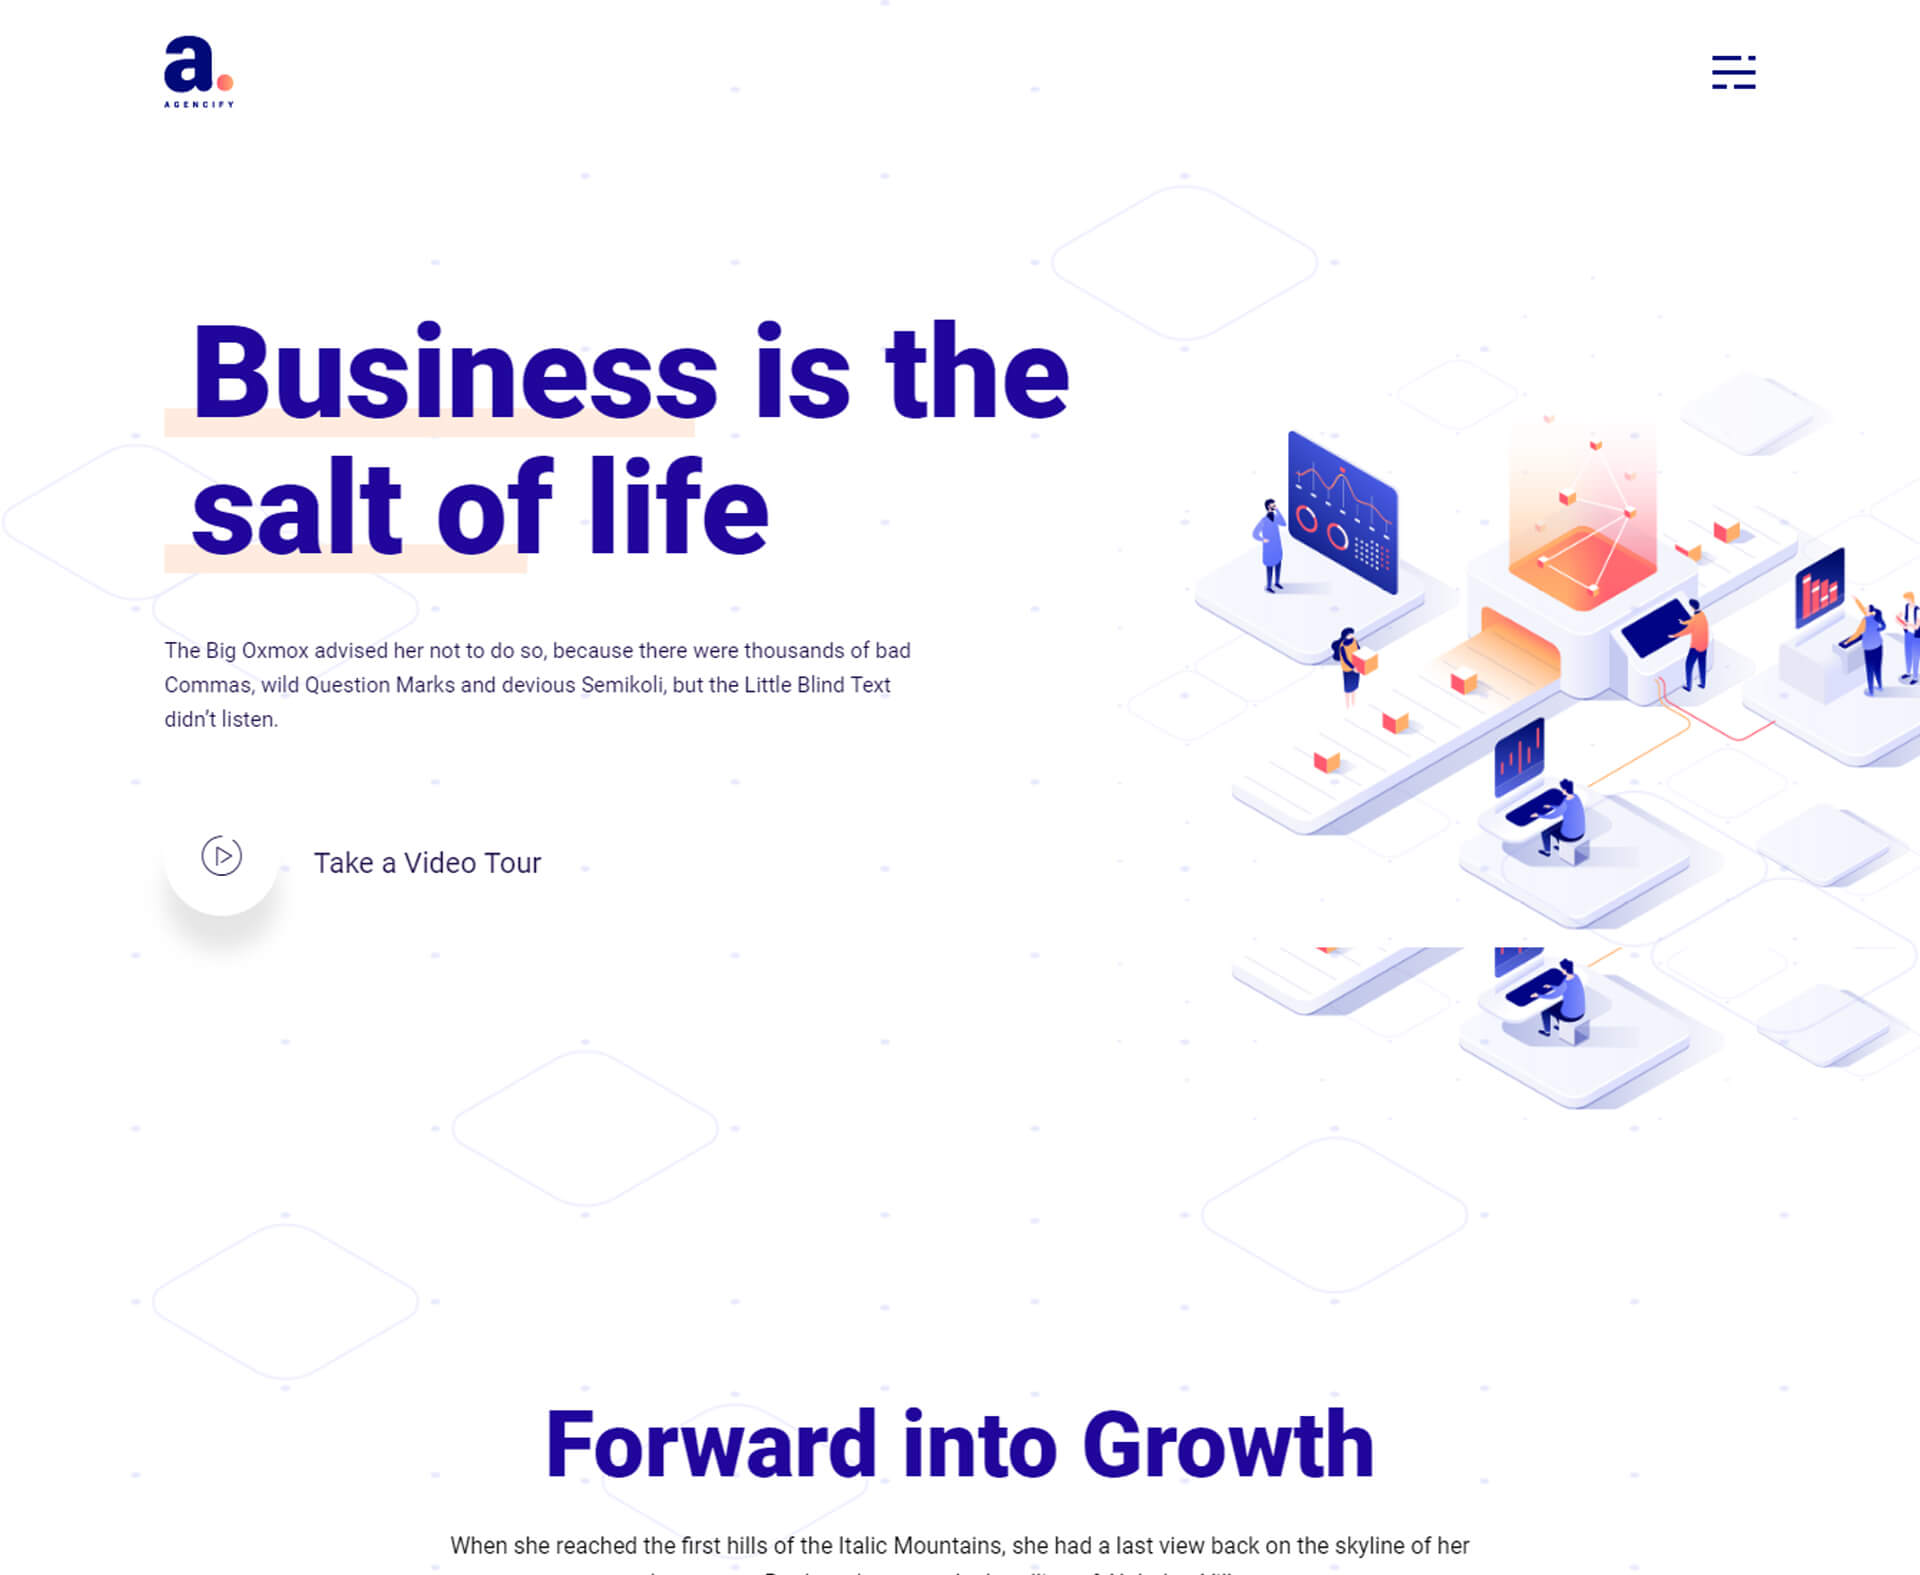 a.
AGENCIFY
Business is the
salt of life
The Big Oxmox advised her not to do so, because there were thousands of bad
Commas, wild Question Marks and devious Semikoli, but the Little Blind Text
didn’t listen.
Take a Video Tour
Forward into Growth
When she reached the first hills of the Italic Mountains, she had a last view back on the skyline of her